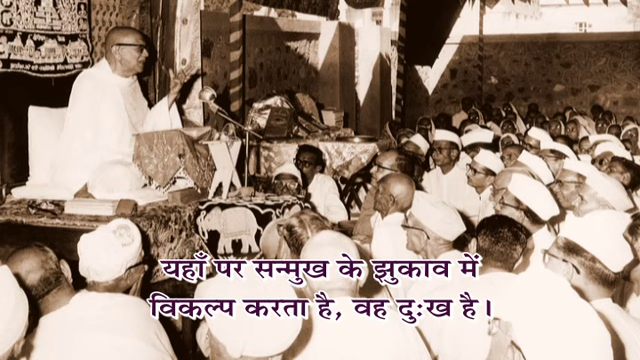 यहाँ पर सन्मुख के झुकाव में
विकल्प करता है, वह दुःख है।